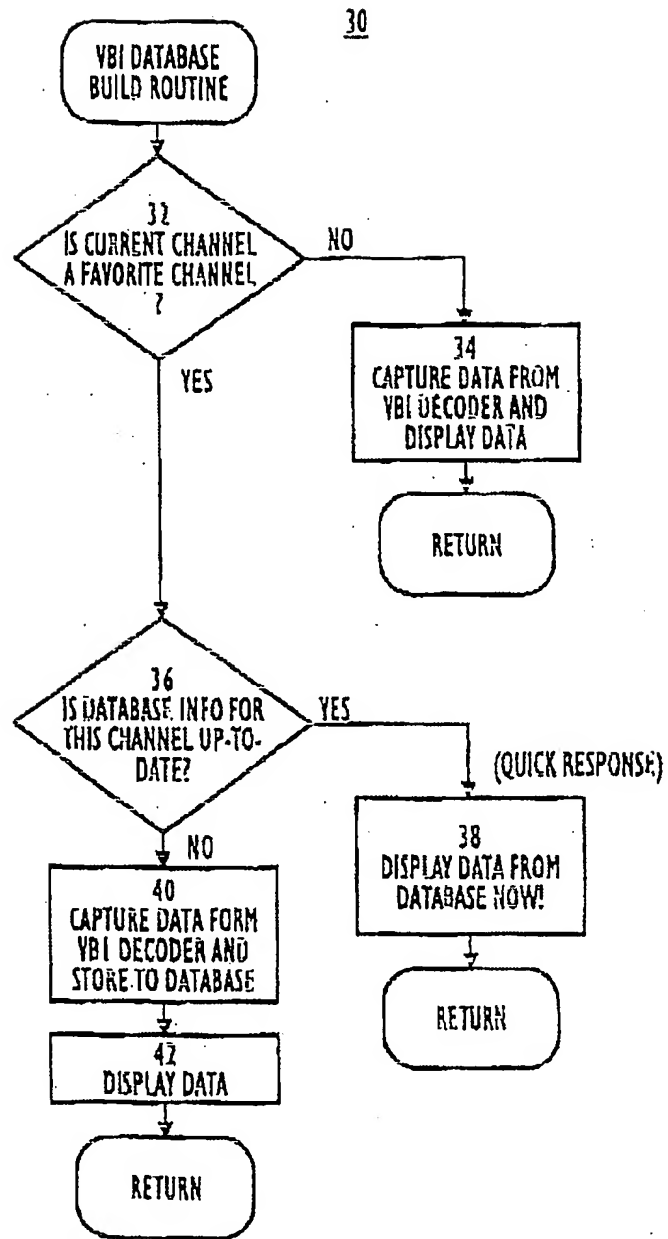 30
VBI DATABASE
BUILD ROUTINE
32
IS CURRENT CHANNEL
A FAVORITE CHANNEL
?
NO
YES
34
CAPTURE DATA FROM
VBI DECODER AND
DISPLAY DATA
RETURN
36
IS DATABASE INFO FOR
THIS CHANNEL UP-TO-
DATE?
YES
(QUICK RESPONSE)
38
DISPLAY DATA FROM
DATABASE NOW!
RETURN
NO
40
CAPTURE DATA FORM
VBI DECODER AND
STORE TO DATABASE
42
DISPLAY DATA
RETURN